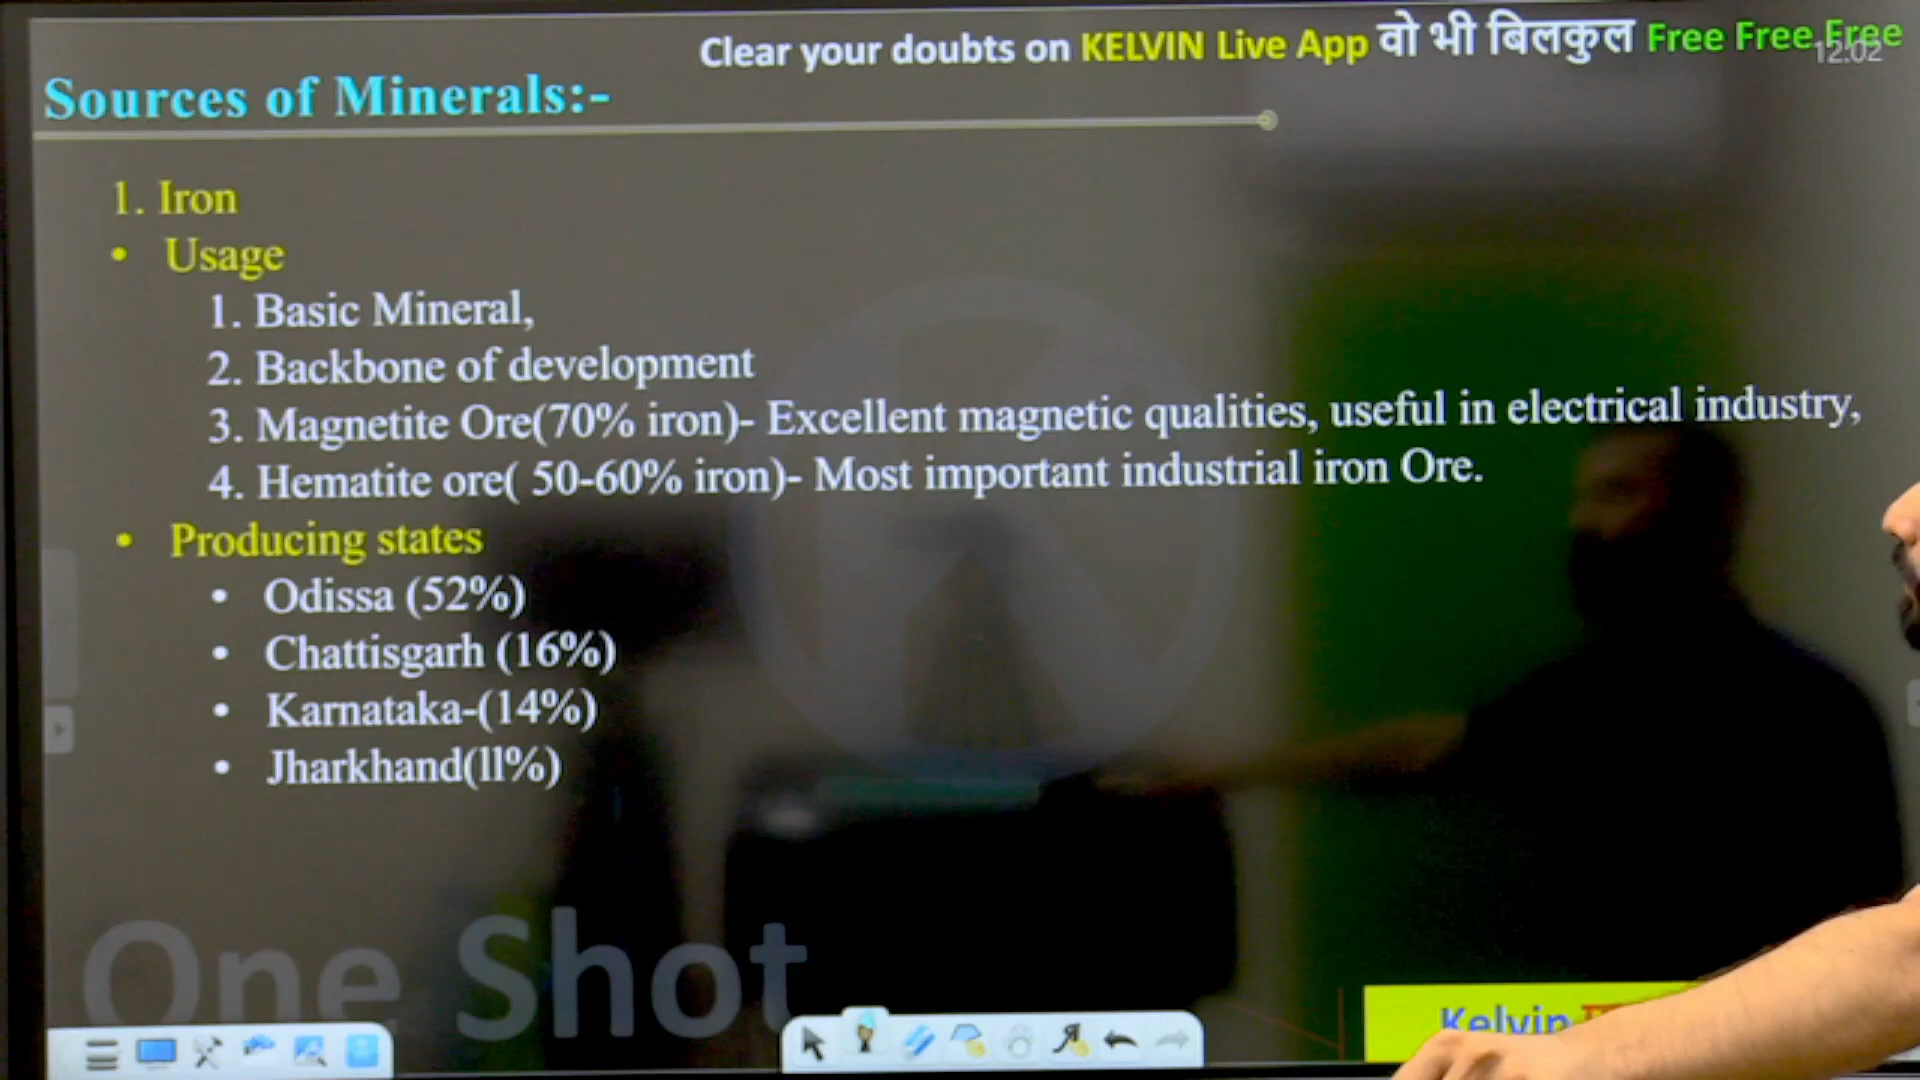 Clear your doubts on KELVIN Live App वो भी बिलकुल Free Free Free
12:02
Sources of Minerals:-
1. Iron
• Usage
1. Basic Mineral,
2. Backbone of development
3. Magnetite Ore(70% iron)- Excellent magnetic qualities, useful in electrical industry,
4. Hematite ore( 50-60% iron)- Most important industrial iron Ore.
• Producing states
• Odissa (52%)
• Chattisgarh (16%)
• Karnataka-(14%)
• Jharkhand(ll%)
One Shot
Kelvin